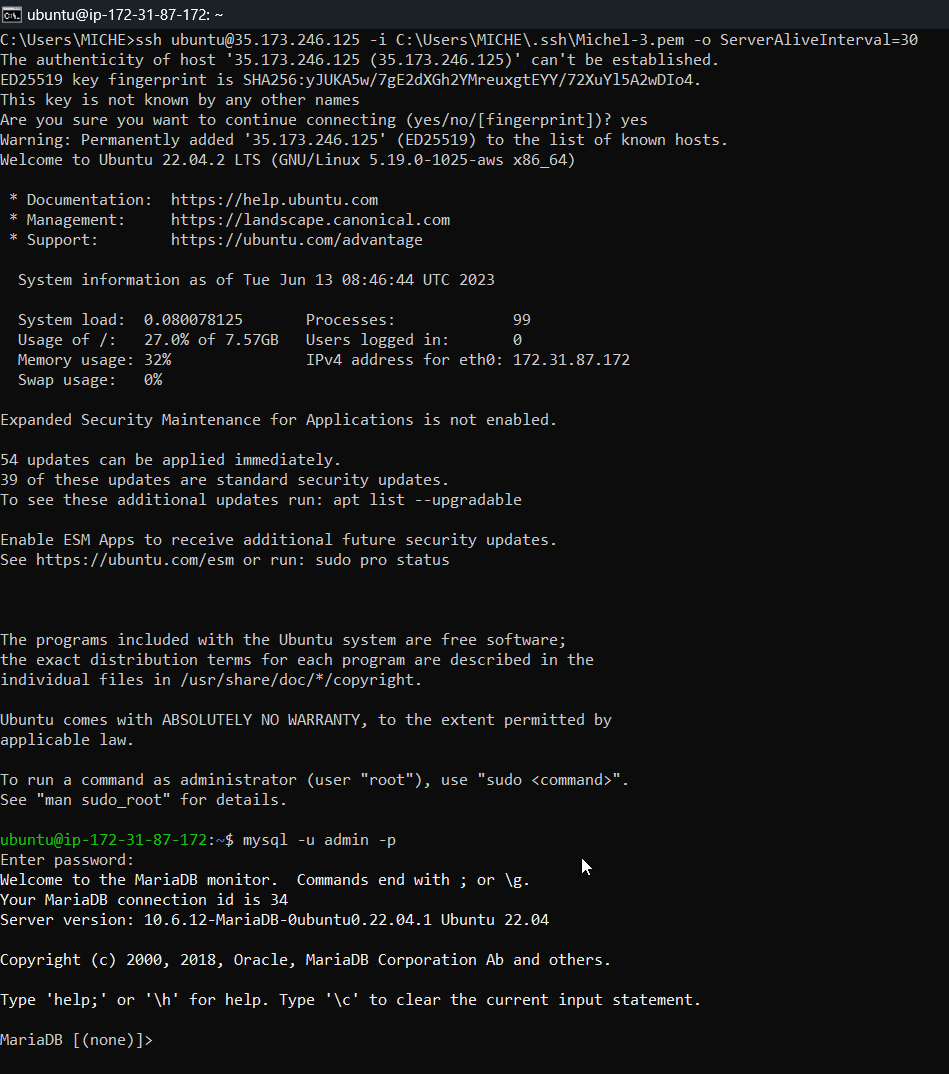 ubuntu@ip-172-31-87-172: ~
C:\Users\MICHE>ssh ubuntu@35.173.246.125 -i C:\Users\MICHE\.ssh\Michel-3.pem -o ServerAliveInterval=30
The authenticity of host '35.173.246.125 (35.173.246.125)' can't be established.
ED25519 key fingerprint is SHA256:yJUKA5w/7gE2dXGh2YMreuxgtEYY/72XuYl5A2wDIo4.
This key is not known by any other names
Are you sure you want to continue connecting (yes/no/[fingerprint])? yes
Warning: Permanently added '35.173.246.125' (ED25519) to the list of known hosts.
Welcome to Ubuntu 22.04.2 LTS (GNU/Linux 5.19.0-1025-aws x86_64)
* Documentation:  https://help.ubuntu.com
* Management:     https://landscape.canonical.com
* Support:        https://ubuntu.com/advantage
System information as of Tue Jun 13 08:46:44 UTC 2023
System load:  0.080078125       Processes:             99
Usage of /:   27.0% of 7.57GB   Users logged in:       0
Memory usage: 32%               IPv4 address for eth0: 172.31.87.172
Swap usage:   0%
Expanded Security Maintenance for Applications is not enabled.
54 updates can be applied immediately.
39 of these updates are standard security updates.
To see these additional updates run: apt list --upgradable
Enable ESM Apps to receive additional future security updates.
See https://ubuntu.com/esm or run: sudo pro status
The programs included with the Ubuntu system are free software;
the exact distribution terms for each program are described in the
individual files in /usr/share/doc/*/copyright.
Ubuntu comes with ABSOLUTELY NO WARRANTY, to the extent permitted by
applicable law.
To run a command as administrator (user "root"), use "sudo <command>".
See "man sudo_root" for details.
ubuntu@ip-172-31-87-172:~$ mysql -u admin -p
Enter password:
Welcome to the MariaDB monitor.  Commands end with ; or \g.
Your MariaDB connection id is 34
Server version: 10.6.12-MariaDB-0ubuntu0.22.04.1 Ubuntu 22.04
Copyright (c) 2000, 2018, Oracle, MariaDB Corporation Ab and others.
Type 'help;' or '\h' for help. Type '\c' to clear the current input statement.
MariaDB [(none)]>